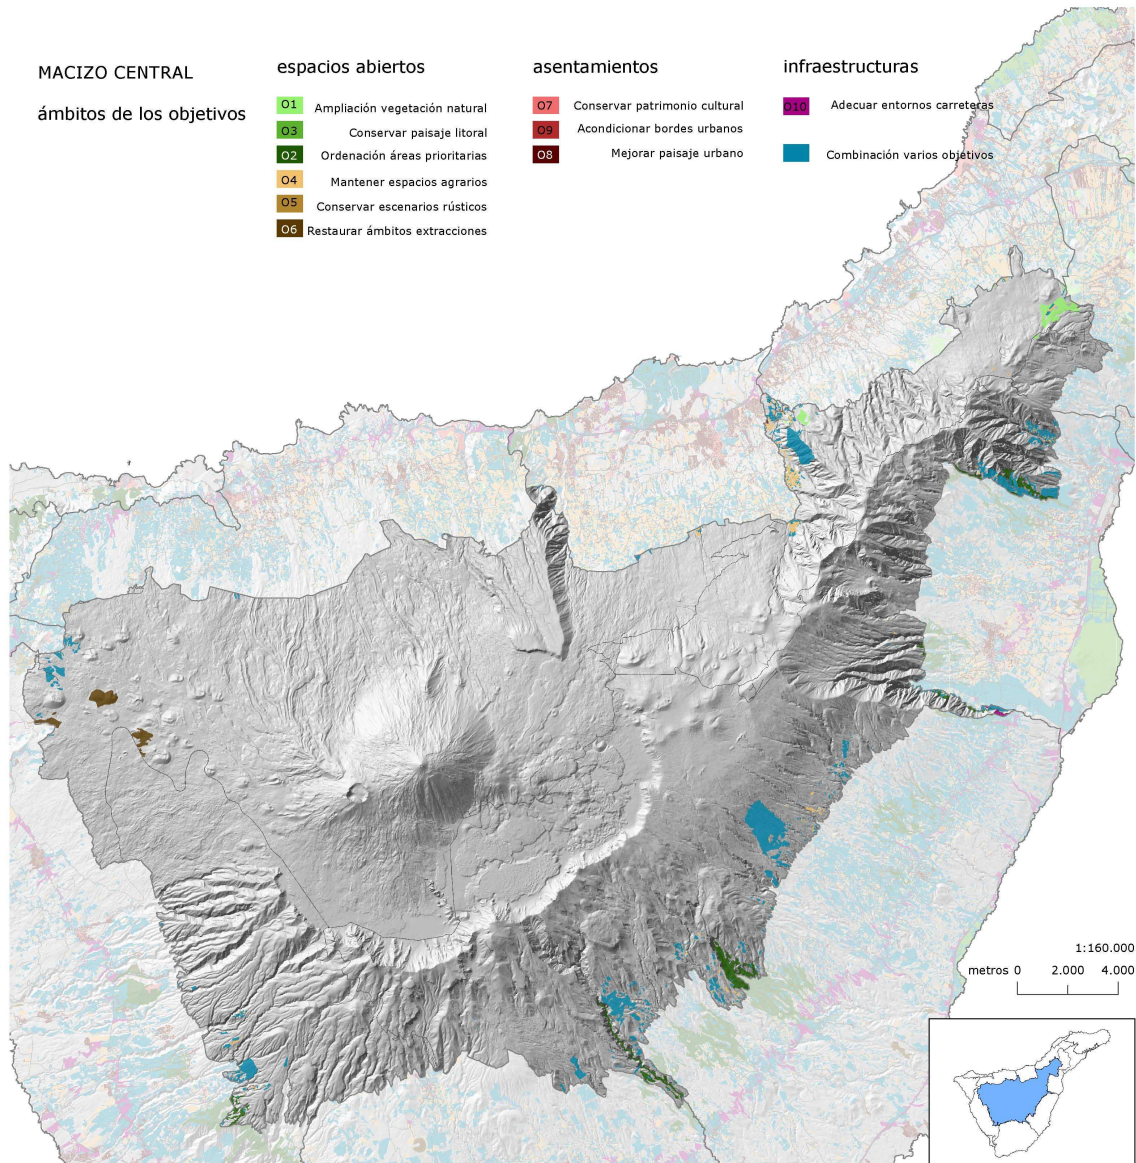 MACIZO CENTRAL
ámbitos de los objetivos
espacios abiertos
O1 Ampliación vegetación natural
O3 Conservar paisaje litoral
O2 Ordenación áreas prioritarias
O4 Mantener espacios agrarios
O5 Conservar escenarios rústicos
O6 Restaurar ámbitos extracciones
asentamientos
O7 Conservar patrimonio cultural
O9 Acondicionar bordes urbanos
O8 Mejorar paisaje urbano
infraestructuras
O10 Adecuar entornos carreteras
Combinación varios objetivos
1:160.000
metros 0 2.000 4.000